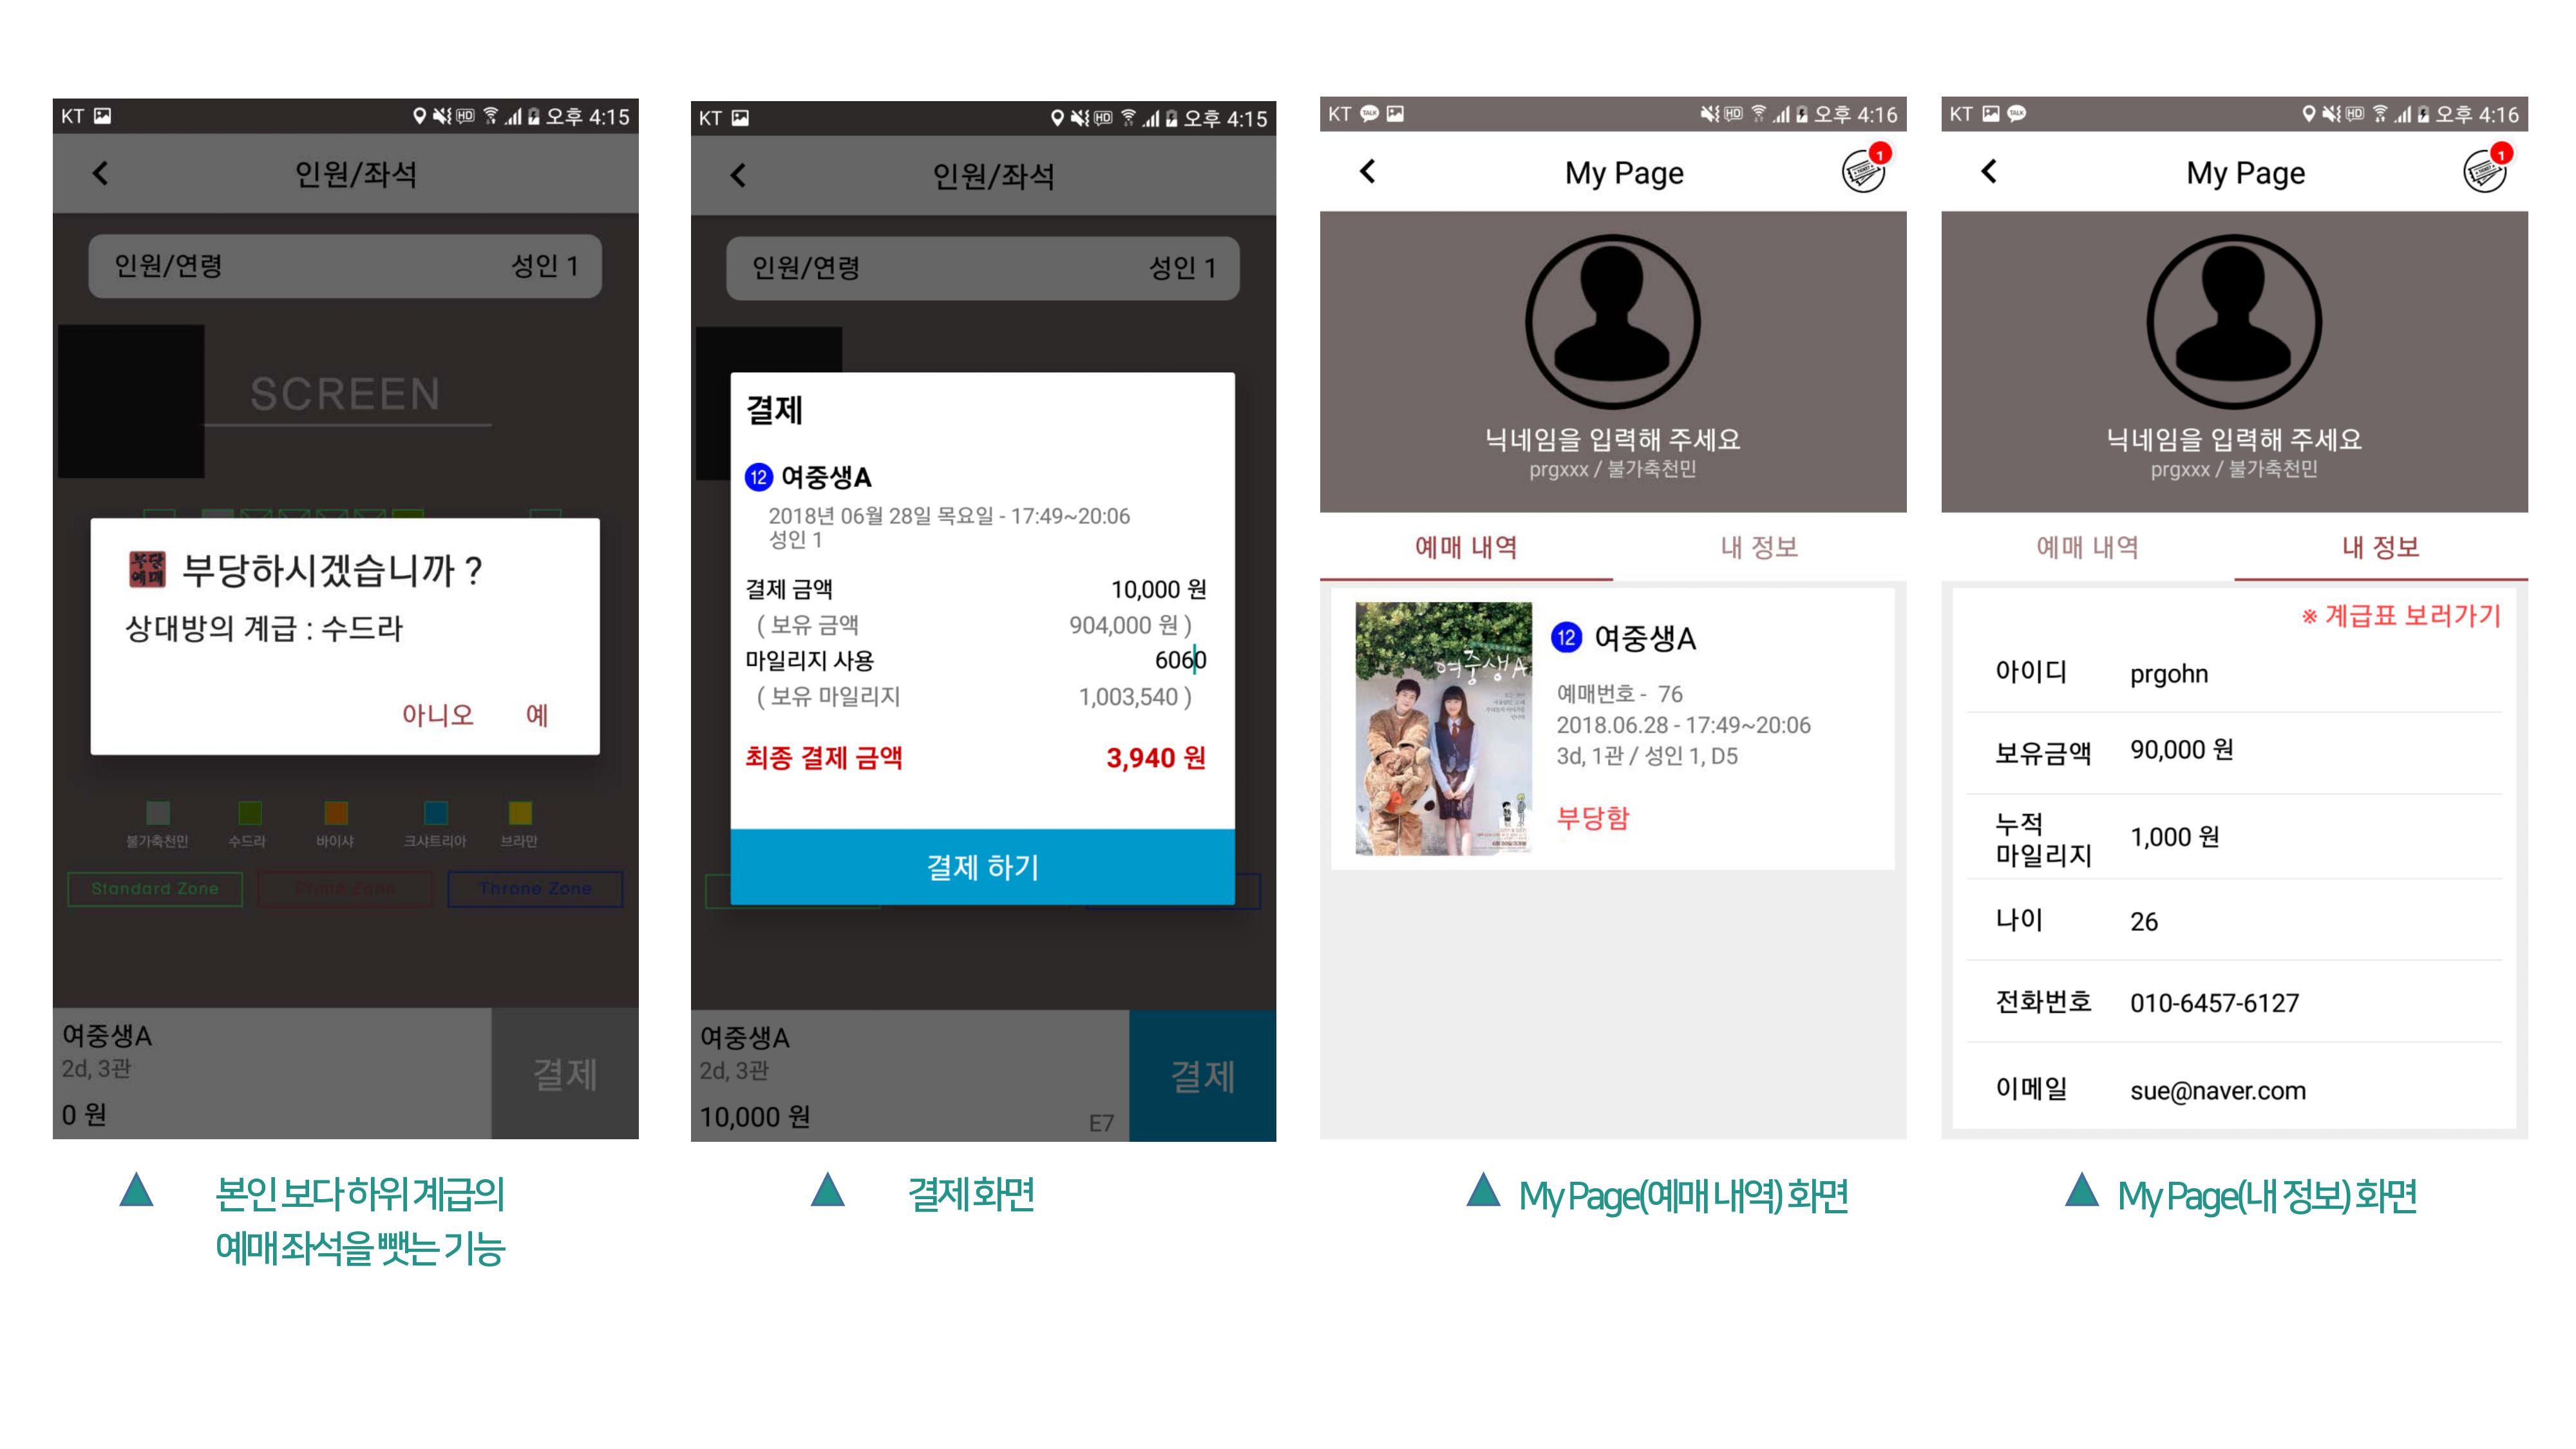 KT 오후 4:15
인원/좌석
인원/연령 성인 1
SCREEN
부당예매 부당하시겠습니까 ?
상대방의 계급 : 수드라
아니오 예
불가축천민 수드라 바이샤 크샤트리아 브라만
Standard Zone Prime Zone Throne Zone
여중생A
2d, 3관
0 원
결제
본인 보다 하위 계급의
예매 좌석을 뺏는 기능
KT 오후 4:15
인원/좌석
인원/연령 성인 1
결제
12 여중생A
2018년 06월 28일 목요일 - 17:49~20:06
성인 1
결제 금액 10,000 원
( 보유 금액 904,000 원 )
마일리지 사용 6060
( 보유 마일리지 1,003,540 )
최종 결제 금액 3,940 원
결제 하기
여중생A
2d, 3관
10,000 원 E7
결제
결제 화면
KT TALK HD 오후 4:16
My Page 1
닉네임을 입력해 주세요
prgxxx / 불가축천민
예매 내역 내 정보
여중생A
12 여중생A
예매번호 - 76
2018.06.28 - 17:49~20:06
3d, 1관 / 성인 1, D5
부당함
My Page(예매 내역) 화면
KT TALK HD 오후 4:16
My Page 1
닉네임을 입력해 주세요
prgxxx / 불가축천민
예매 내역 내 정보
※ 계급표 보러가기
아이디 prgohn
보유금액 90,000 원
누적
마일리지 1,000 원
나이 26
전화번호 010-6457-6127
이메일 sue@naver.com
My Page(내 정보) 화면